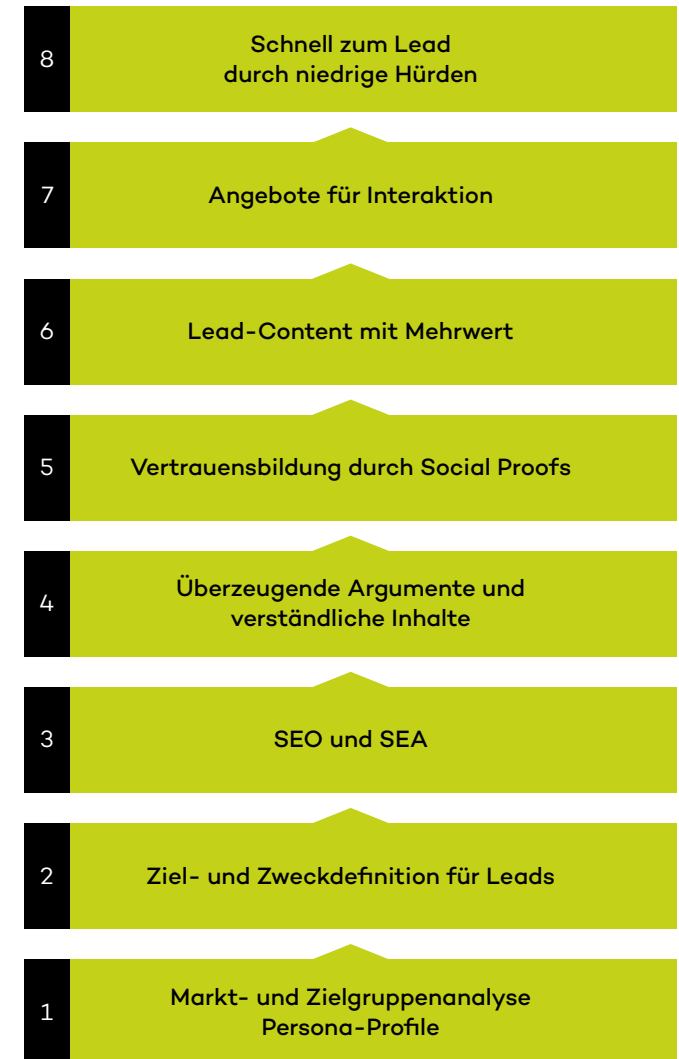 8
Schnell zum Lead
durch niedrige Hürden
7
Angebote für Interaktion
6
Lead-Content mit Mehrwert
5
Vertrauensbildung durch Social Proofs
4
Überzeugende Argumente und
verständliche Inhalte
3
SEO und SEA
2
Ziel- und Zweckdefinition für Leads
1
Markt- und Zielgruppenanalyse
Persona-Profile